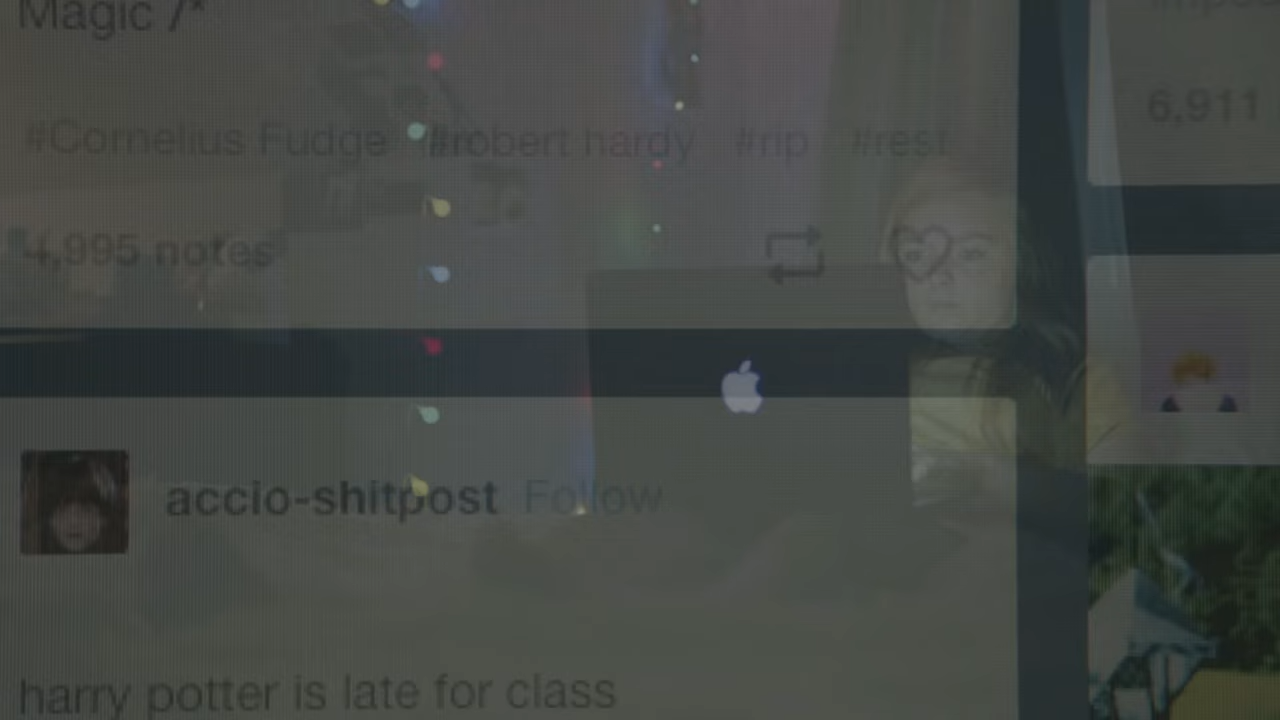 Magic /*
#Cornelius Fudge #robert hardy #rip #rest
4,995 notes
6,911
accio-shitpost Follow
harry potter is late for class